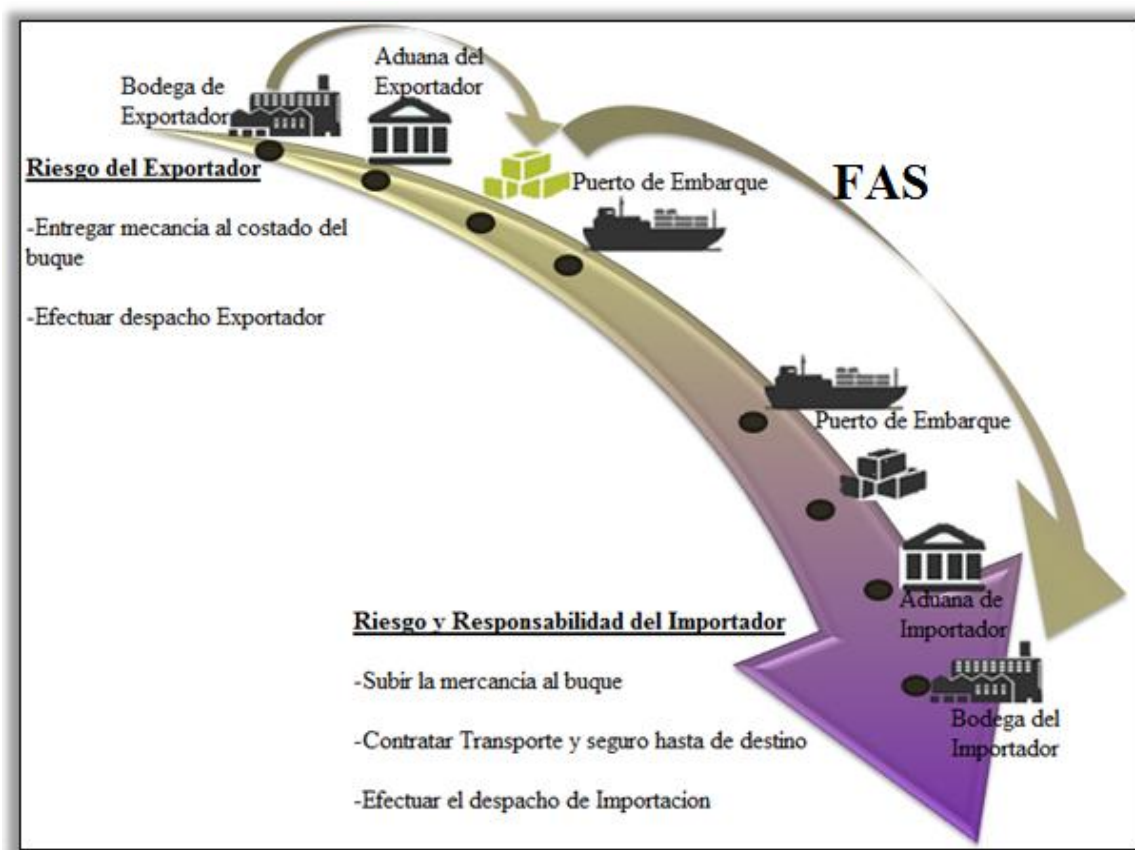 Bodega de
Exportador
Aduana del
Exportador
Riesgo del Exportador
-Entregar mecancia al costado del
buque
-Efectuar despacho Exportador
Puerto de Embarque
FAS
Puerto de Embarque
Aduana de
Importador
Bodega del
Importador
Riesgo y Responsabilidad del Importador
-Subir la mercancia al buque
-Contratar Transporte y seguro hasta de destino
-Efectuar el despacho de Importacion